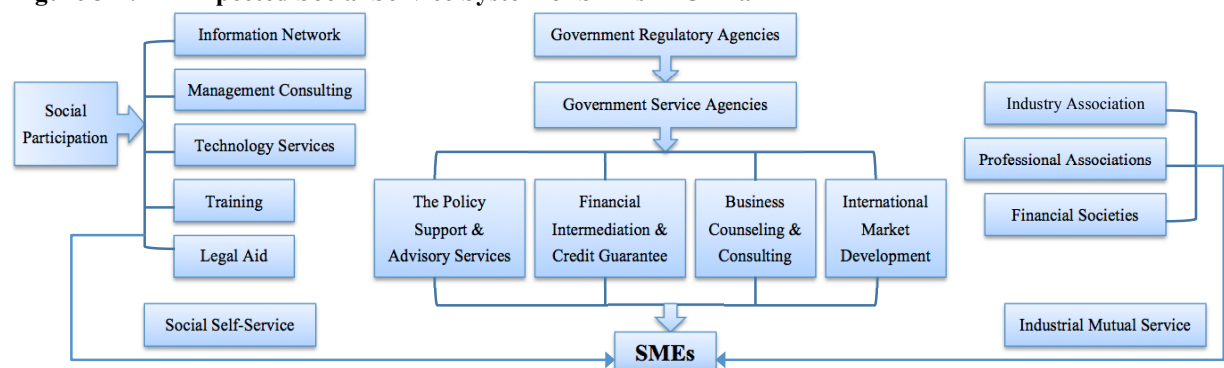 Information Network
Management Consulting
Social
Participation
Technology Services
Training
Legal Aid
Social Self-Service
Government Regulatory Agencies
Government Service Agencies
The Policy
Support &
Advisory Services
Financial
Intermediation &
Credit Guarantee
Business
Counseling &
Consulting
International
Market
Development
SMEs
Industry Association
Professional Associations
Financial Societies
Industrial Mutual Service